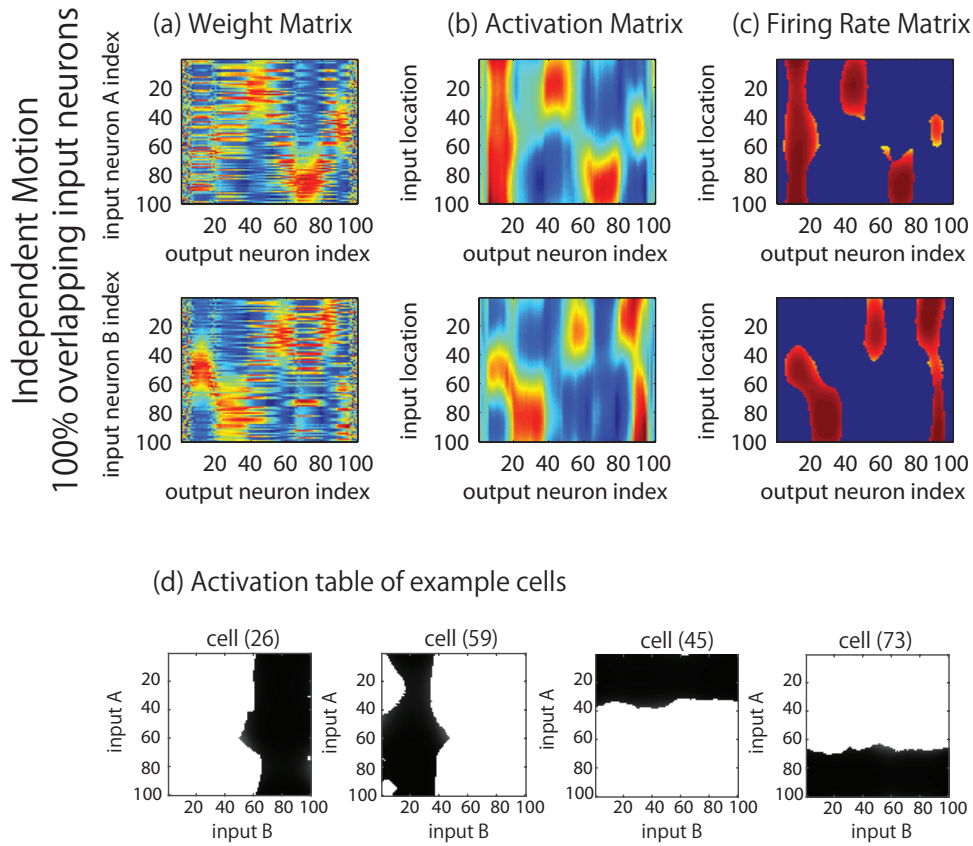 Independent Motion
100% overlapping input neurons
(a) Weight Matrix
(b) Activation Matrix
(c) Firing Rate Matrix
input neuron A index
20
40
60
80
100
20 40 60 80 100
output neuron index
input location
20
40
60
80
100
20 40 60 80 100
output neuron index
input location
20
40
60
80
100
20 40 60 80 100
output neuron index
input neuron B index
20
40
60
80
100
20 40 60 80 100
output neuron index
input location
20
40
60
80
100
20 40 60 80 100
output neuron index
input location
20
40
60
80
100
20 40 60 80 100
output neuron index
(d) Activation table of example cells
cell (26)
input A
20
40
60
80
100
20 40 60 80 100
input B
cell (59)
input A
20
40
60
80
100
20 40 60 80 100
input B
cell (45)
input A
20
40
60
80
100
20 40 60 80 100
input B
cell (73)
input A
20
40
60
80
100
20 40 60 80 100
input B